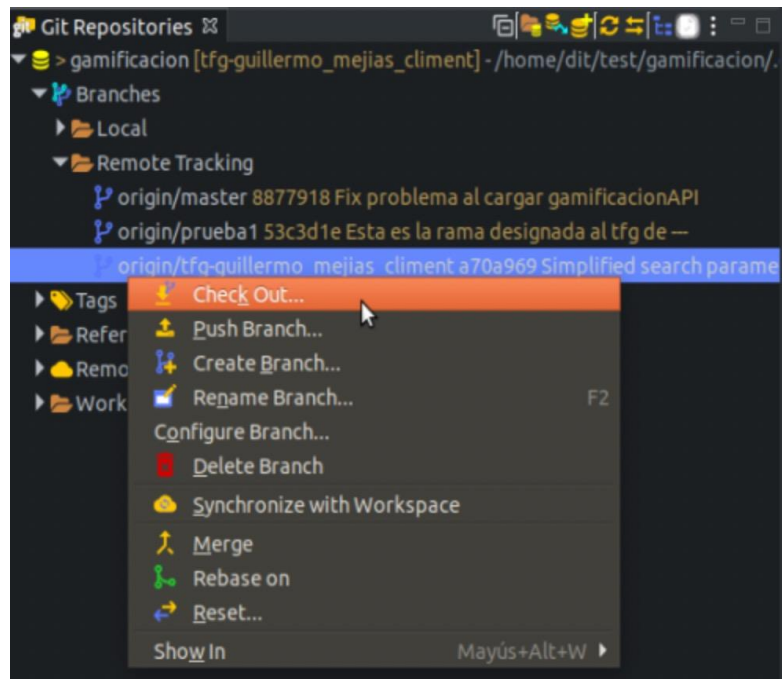 git Git Repositories
> gamificacion [tfg-guillermo_mejias_climent] - /home/dit/test/gamificacion/.
Branches
Local
Remote Tracking
origin/master 8877918 Fix problema al cargar gamificacionAPI
origin/prueba1 53c3d1e Esta es la rama designada al tfg de ---
origin/tfg-guillermo_mejias_climent a70a969 Simplified search parame
Tags
Check Out...
Refer
Push Branch...
Remo
Create Branch...
Work
Rename Branch... F2
Configure Branch...
Delete Branch
Synchronize with Workspace
Merge
Rebase on
Reset...
Show In Mayús+Alt+W